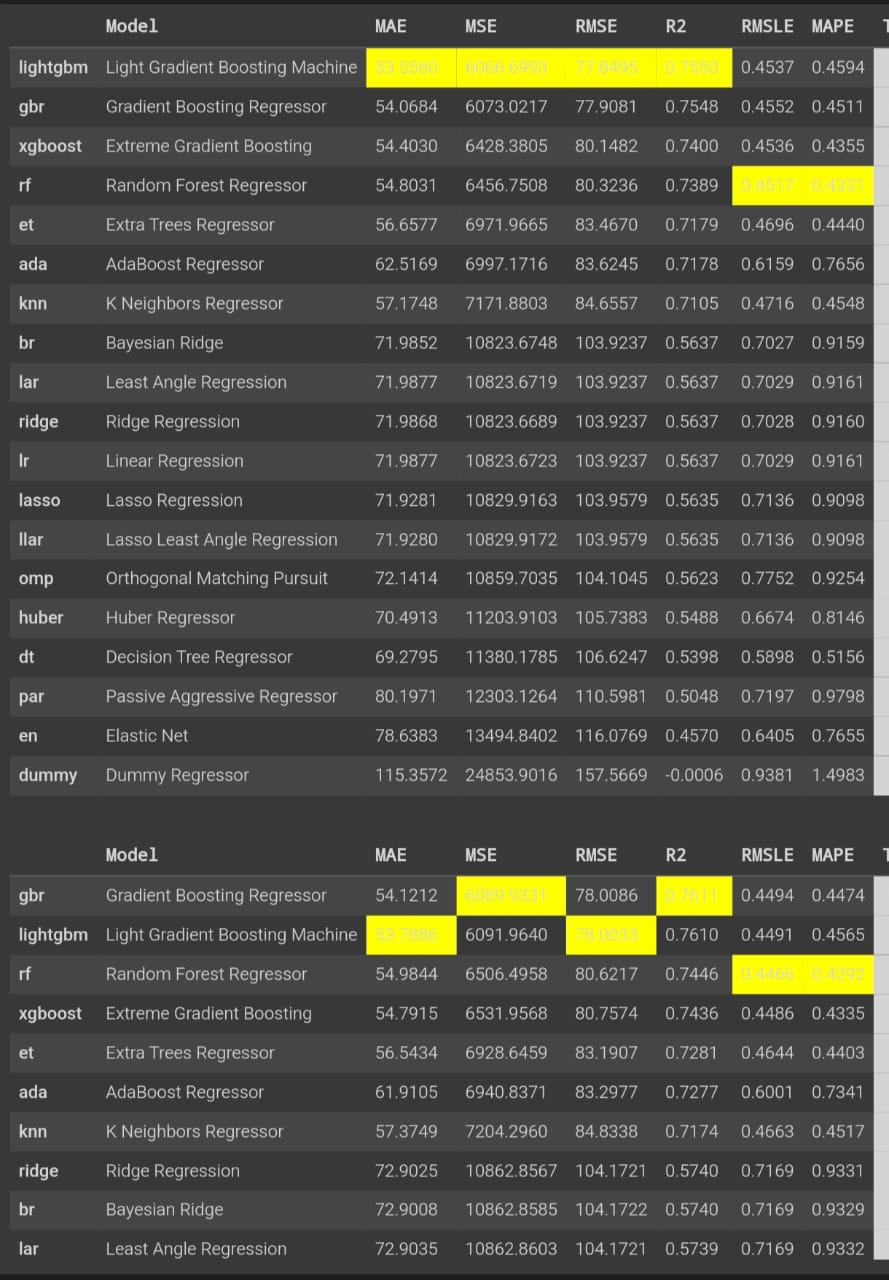 Model MAE MSE RMSE R2 RMSLE MAPE T
lightgbm Light Gradient Boosting Machine 53.5560 6066.6993 77.8495 0.7550 0.4537 0.4594
gbr Gradient Boosting Regressor 54.0684 6073.0217 77.9081 0.7548 0.4552 0.4511
xgboost Extreme Gradient Boosting 54.4030 6428.3805 80.1482 0.7400 0.4536 0.4355
rf Random Forest Regressor 54.8031 6456.7508 80.3236 0.7389 0.4517 0.4331
et Extra Trees Regressor 56.6577 6971.9665 83.4670 0.7179 0.4696 0.4440
ada AdaBoost Regressor 62.5169 6997.1716 83.6245 0.7178 0.6159 0.7656
knn K Neighbors Regressor 57.1748 7171.8803 84.6557 0.7105 0.4716 0.4548
br Bayesian Ridge 71.9852 10823.6748 103.9237 0.5637 0.7027 0.9159
lar Least Angle Regression 71.9877 10823.6719 103.9237 0.5637 0.7029 0.9161
ridge Ridge Regression 71.9868 10823.6689 103.9237 0.5637 0.7028 0.9160
lr Linear Regression 71.9877 10823.6723 103.9237 0.5637 0.7029 0.9161
lasso Lasso Regression 71.9281 10829.9163 103.9579 0.5635 0.7136 0.9098
llar Lasso Least Angle Regression 71.9280 10829.9172 103.9579 0.5635 0.7136 0.9098
omp Orthogonal Matching Pursuit 72.1414 10859.7035 104.1045 0.5623 0.7752 0.9254
huber Huber Regressor 70.4913 11203.9103 105.7383 0.5488 0.6674 0.8146
dt Decision Tree Regressor 69.2795 11380.1785 106.6247 0.5398 0.5898 0.5156
par Passive Aggressive Regressor 80.1971 12303.1264 110.5981 0.5048 0.7197 0.9798
en Elastic Net 78.6383 13494.8402 116.0769 0.4570 0.6405 0.7655
dummy Dummy Regressor 115.3572 24853.9016 157.5669 -0.0006 0.9381 1.4983
Model MAE MSE RMSE R2 RMSLE MAPE T
gbr Gradient Boosting Regressor 54.1212 6089.9331 78.0086 0.7611 0.4494 0.4474
lightgbm Light Gradient Boosting Machine 53.7886 6091.9640 78.0033 0.7610 0.4491 0.4565
rf Random Forest Regressor 54.9844 6506.4958 80.6217 0.7446 0.4466 0.4292
xgboost Extreme Gradient Boosting 54.7915 6531.9568 80.7574 0.7436 0.4486 0.4335
et Extra Trees Regressor 56.5434 6928.6459 83.1907 0.7281 0.4644 0.4403
ada AdaBoost Regressor 61.9105 6940.8371 83.2977 0.7277 0.6001 0.7341
knn K Neighbors Regressor 57.3749 7204.2960 84.8338 0.7174 0.4663 0.4517
ridge Ridge Regression 72.9025 10862.8567 104.1721 0.5740 0.7169 0.9331
br Bayesian Ridge 72.9008 10862.8585 104.1722 0.5740 0.7169 0.9329
lar Least Angle Regression 72.9035 10862.8603 104.1721 0.5739 0.7169 0.9332